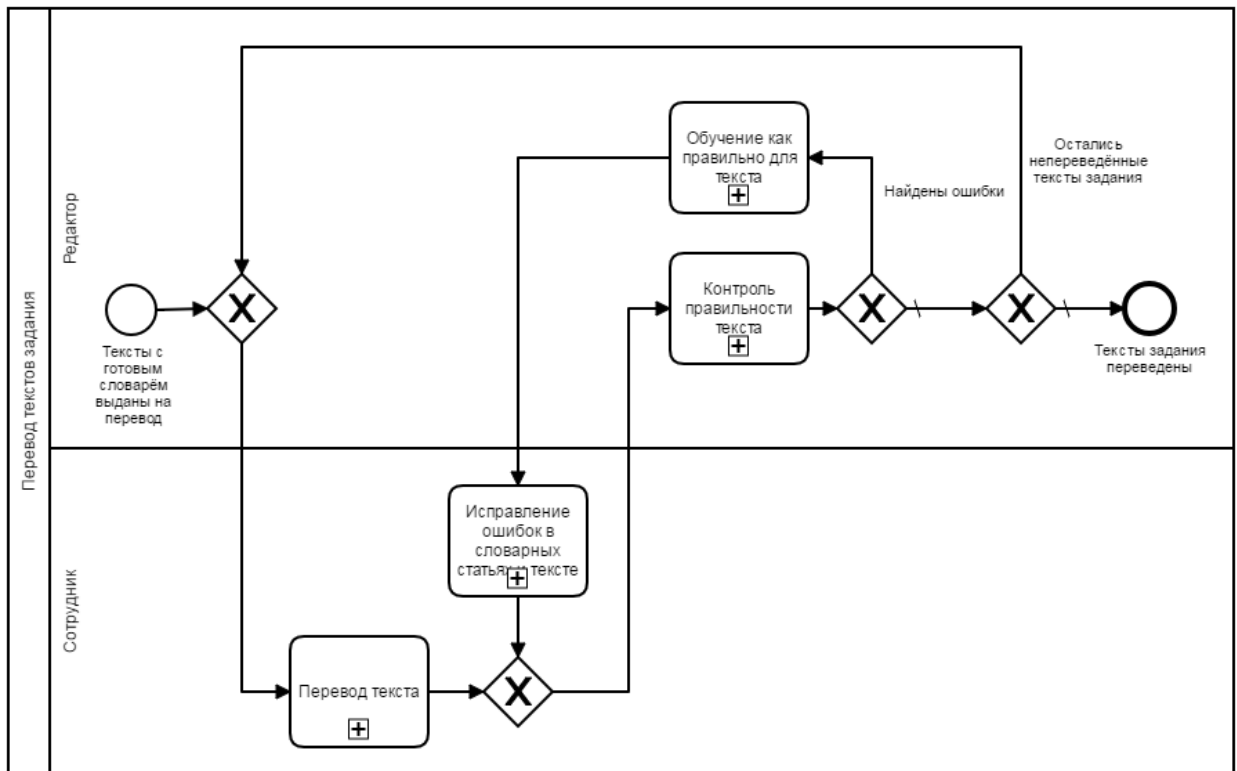 Перевод текстов задания
Редактор
Обучение как
правильно для
текста
Остались
непереведённые
тексты задания
Найдены ошибки
Контроль
правильности
текста
Тексты с
готовым
словарём
выданы на
перевод
Тексты задания
переведены
Сотрудник
Исправление
ошибок в
словарных
статьях и тексте
Перевод текста